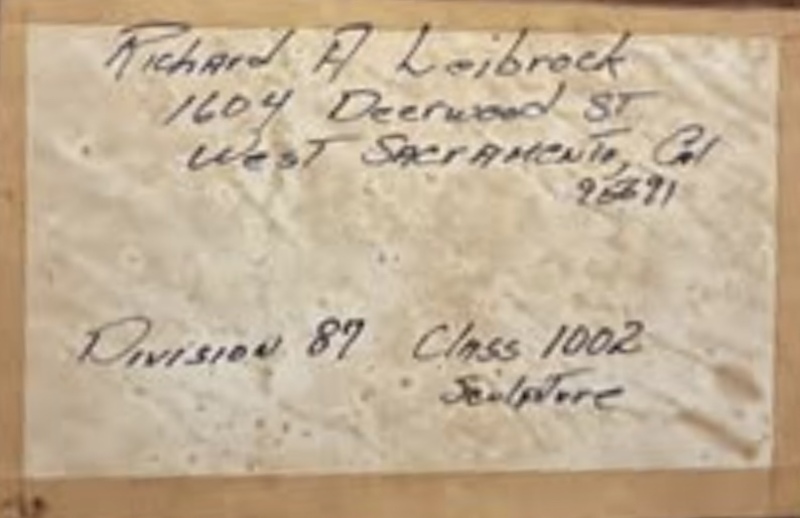 Richard A Leibrock
1604 Deerwood ST
West SACRAMENTO, Cal
95691
Division 87 Class 1002
Sculpture